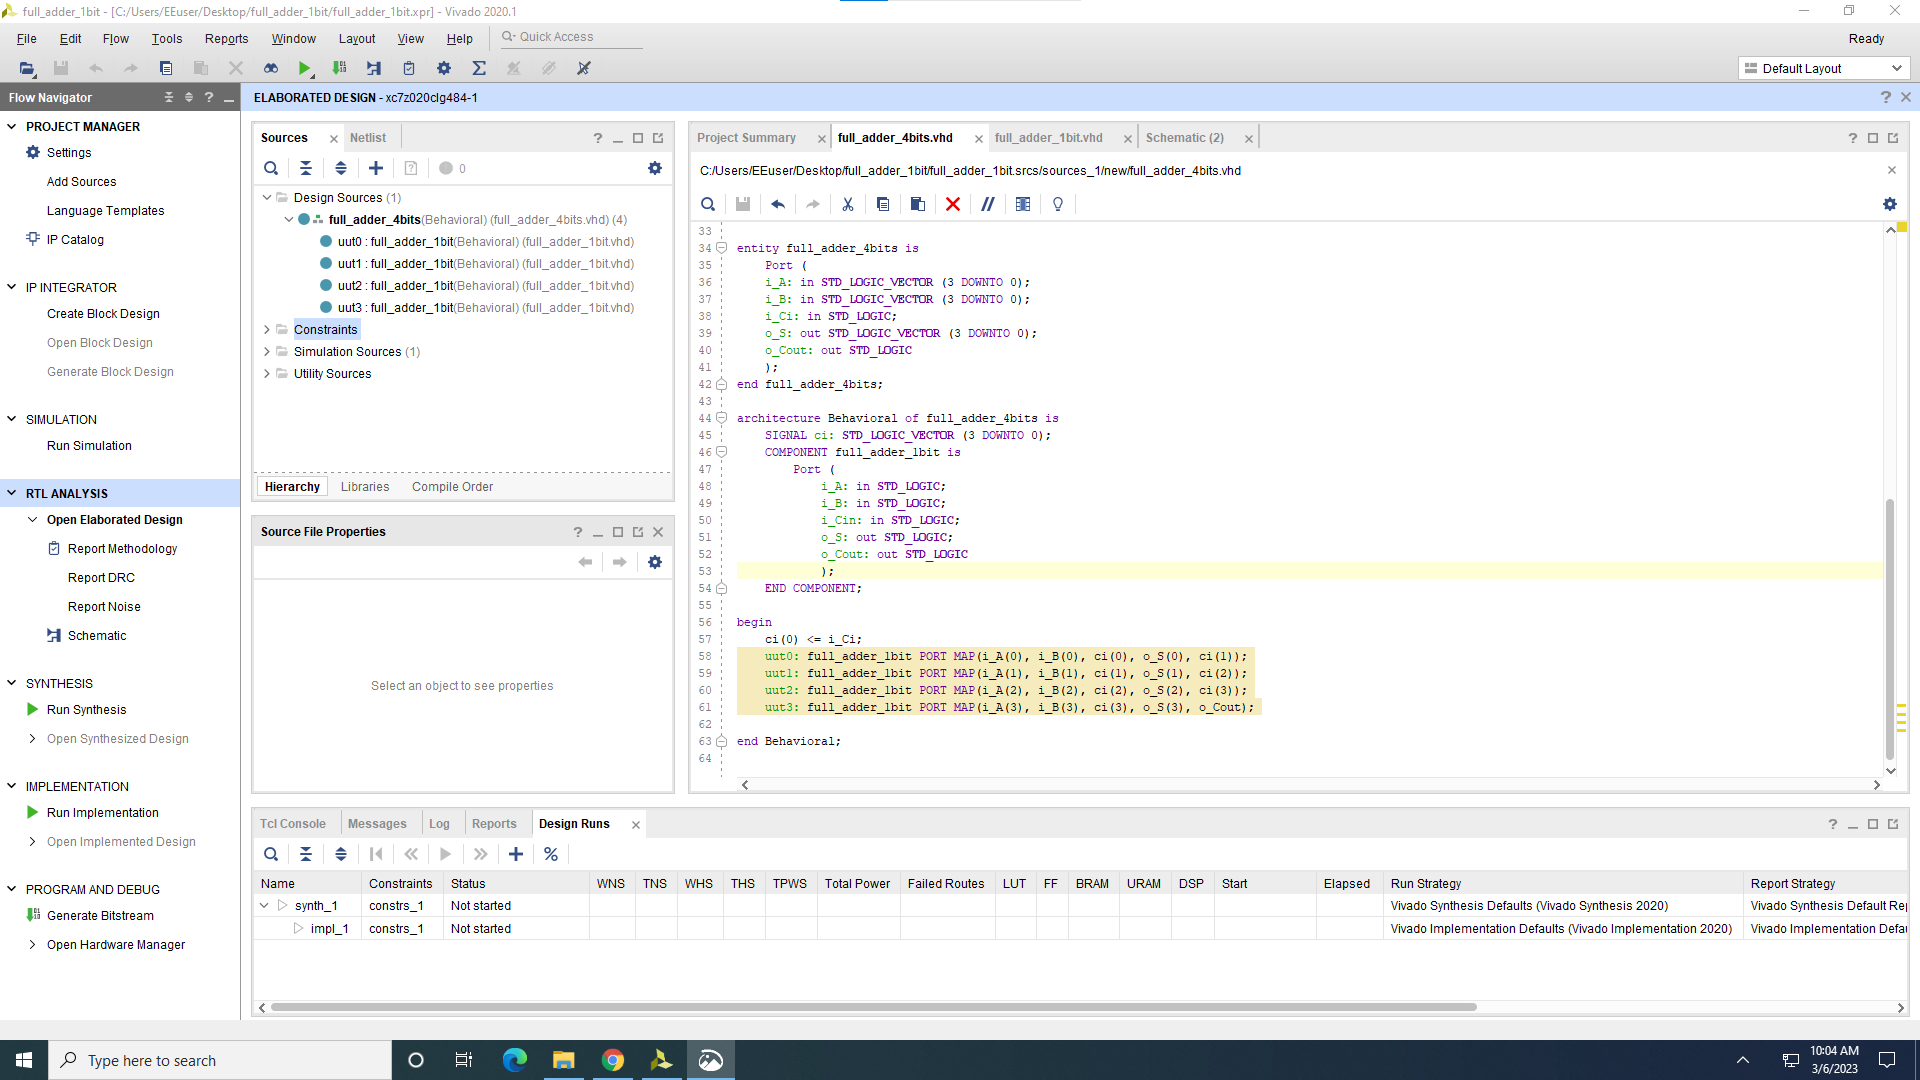 full_adder_1bit - [C:/Users/EEuser/Desktop/full_adder_1bit/full_adder_1bit.xpr] - Vivado 2020.1
File Edit Flow Tools Reports Window Layout View Help Quick Access Ready
Default Layout
Flow Navigator
ELABORATED DESIGN - xc7z020clg484-1
PROJECT MANAGER
Settings
Add Sources
Language Templates
IP Catalog
IP INTEGRATOR
Create Block Design
Open Block Design
Generate Block Design
SIMULATION
Run Simulation
RTL ANALYSIS
Open Elaborated Design
Report Methodology
Report DRC
Report Noise
Schematic
SYNTHESIS
Run Synthesis
Open Synthesized Design
IMPLEMENTATION
Run Implementation
Open Implemented Design
PROGRAM AND DEBUG
Generate Bitstream
Open Hardware Manager
Sources Netlist
0
Design Sources (1)
full_adder_4bits(Behavioral) (full_adder_4bits.vhd) (4)
uut0 : full_adder_1bit(Behavioral) (full_adder_1bit.vhd)
uut1 : full_adder_1bit(Behavioral) (full_adder_1bit.vhd)
uut2 : full_adder_1bit(Behavioral) (full_adder_1bit.vhd)
uut3 : full_adder_1bit(Behavioral) (full_adder_1bit.vhd)
Constraints
Simulation Sources (1)
Utility Sources
Hierarchy Libraries Compile Order
Source File Properties
Select an object to see properties
Project Summary full_adder_4bits.vhd full_adder_1bit.vhd Schematic (2)
C:/Users/EEuser/Desktop/full_adder_1bit/full_adder_1bit.srcs/sources_1/new/full_adder_4bits.vhd
33
34 entity full_adder_4bits is
35 Port (
36 i_A: in STD_LOGIC_VECTOR (3 DOWNTO 0);
37 i_B: in STD_LOGIC_VECTOR (3 DOWNTO 0);
38 i_Ci: in STD_LOGIC;
39 o_S: out STD_LOGIC_VECTOR (3 DOWNTO 0);
40 o_Cout: out STD_LOGIC
41 );
42 end full_adder_4bits;
43
44 architecture Behavioral of full_adder_4bits is
45 SIGNAL ci: STD_LOGIC_VECTOR (3 DOWNTO 0);
46 COMPONENT full_adder_1bit is
47 Port (
48 i_A: in STD_LOGIC;
49 i_B: in STD_LOGIC;
50 i_Cin: in STD_LOGIC;
51 o_S: out STD_LOGIC;
52 o_Cout: out STD_LOGIC
53 );
54 END COMPONENT;
55
56 begin
57 ci(0) <= i_Ci;
58 uut0: full_adder_1bit PORT MAP(i_A(0), i_B(0), ci(0), o_S(0), ci(1));
59 uut1: full_adder_1bit PORT MAP(i_A(1), i_B(1), ci(1), o_S(1), ci(2));
60 uut2: full_adder_1bit PORT MAP(i_A(2), i_B(2), ci(2), o_S(2), ci(3));
61 uut3: full_adder_1bit PORT MAP(i_A(3), i_B(3), ci(3), o_S(3), o_Cout);
62
63 end Behavioral;
64
Tcl Console Messages Log Reports Design Runs
Name Constraints Status WNS TNS WHS THS TPWS Total Power Failed Routes LUT FF BRAM URAM DSP Start Elapsed Run Strategy Report Strategy
synth_1 constrs_1 Not started Vivado Synthesis Defaults (Vivado Synthesis 2020) Vivado Synthesis Default Rep
impl_1 constrs_1 Not started Vivado Implementation Defaults (Vivado Implementation 2020) Vivado Implementation Defau
Type here to search
10:04 AM
3/6/2023